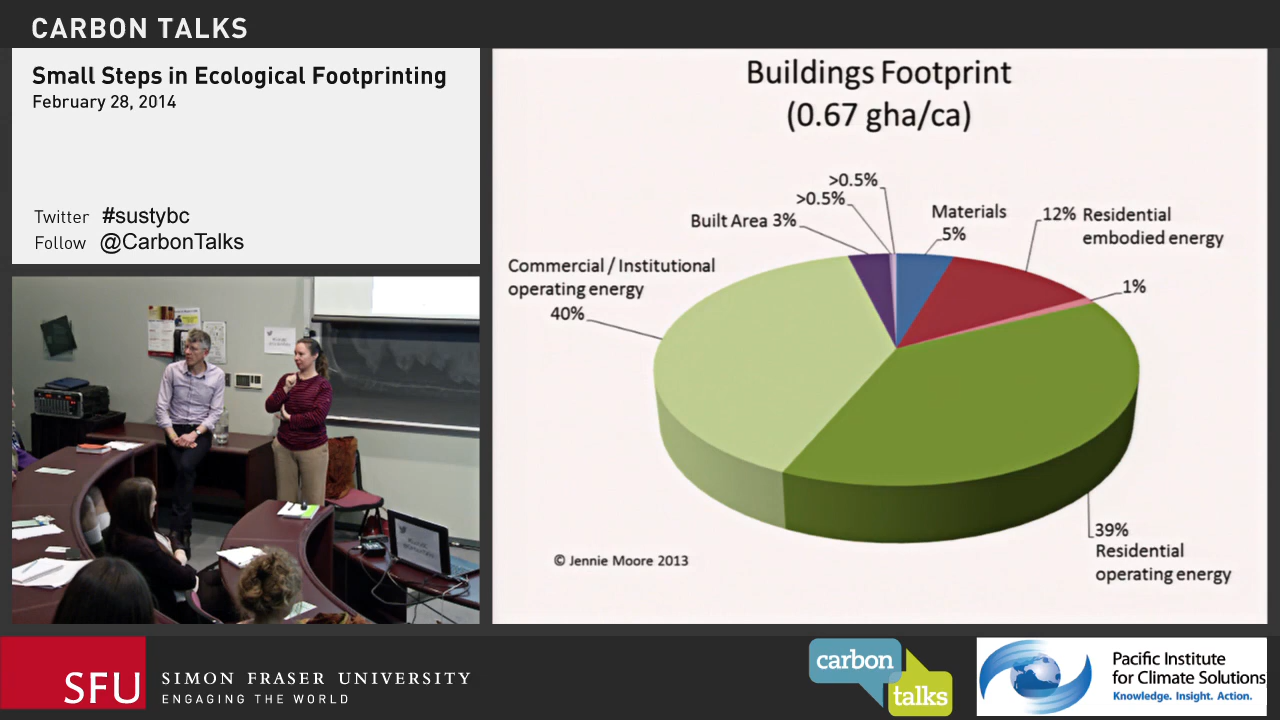 CARBON TALKS
Small Steps in Ecological Footprinting
February 28, 2014
Twitter #sustybc
Follow @CarbonTalks
Buildings Footprint
(0.67 gha/ca)
>0.5%
>0.5%
Built Area 3%
Materials
5%
12% Residential
embodied energy
1%
Commercial / Institutional
operating energy
40%
39%
Residential
operating energy
© Jennie Moore 2013
SFU
SIMON FRASER UNIVERSITY
ENGAGING THE WORLD
carbon
talks
Pacific Institute
for Climate Solutions
Knowledge. Insight. Action.